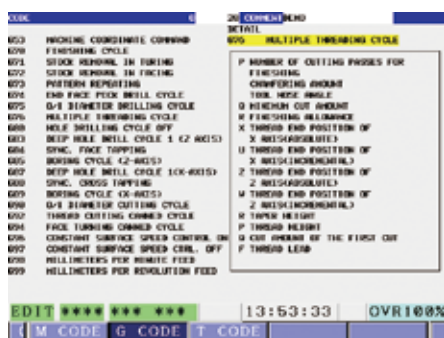 CODE
G53 MACHINE COORDINATE COMMAND
G70 FINISHING CYCLE
G71 STOCK REMOVAL IN TURING
G72 STOCK REMOVAL IN FACING
G73 PATTERN REPEATING
G74 END FACE PECK DRILL CYCLE
G75 O/I DIAMETER DRILLING CYCLE
G76 MULTIPLE THREADING CYCLE
G80 HOLE DRILLING CYCLE OFF
G83 DEEP HOLE DRILL CYCLE 1 (Z AXIS)
G84 SYNC. FACE TAPPING
G85 BORING CYCLE (Z-AXIS)
G87 DEEP HOLE DRILL CYCLE 1(X-AXIS)
G88 SYNC. CROSS TAPPING
G89 BORING CYCLE (X-AXIS)
G90 O/I DIAMETER CUTTING CYCLE
G92 THREAD CUTTING CANNED CYCLE
G94 FACE TURNING CANNED CYCLE
G96 CONSTANT SURFACE SPEED CONTROL ON
G97 CONSTANT SURFACE SPEED CTRL. OFF
G98 MILLIMETERS PER MINUTE FEED
G99 MILLIMETERS PER REVOLUTION FEED
COMMENT
DETAIL
G76 MULTIPLE THREADING CYCLE
P NUMBER OF CUTTING PASSES FOR
FINISHING
CHAMFERING AMOUNT
TOOL NOSE ANGLE
Q MINIMUM CUT AMOUNT
R FINISHING ALLOWANCE
X THREAD END POSITION OF
X AXIS(ABSOLUTE)
U THREAD END POSITION OF
X AXIS(INCREMENTAL)
Z THREAD END POSITION OF
Z AXIS(ABSOLUTE)
W THREAD END POSITION OF
Z AXIS(INCREMENTAL)
R TAPER HEIGHT
P THREAD HEIGHT
Q CUT AMOUNT OF THE FIRST CUT
F THREAD LEAD
EDIT **** *** *** 13:53:33 OVR100%
( M CODE G CODE T CODE